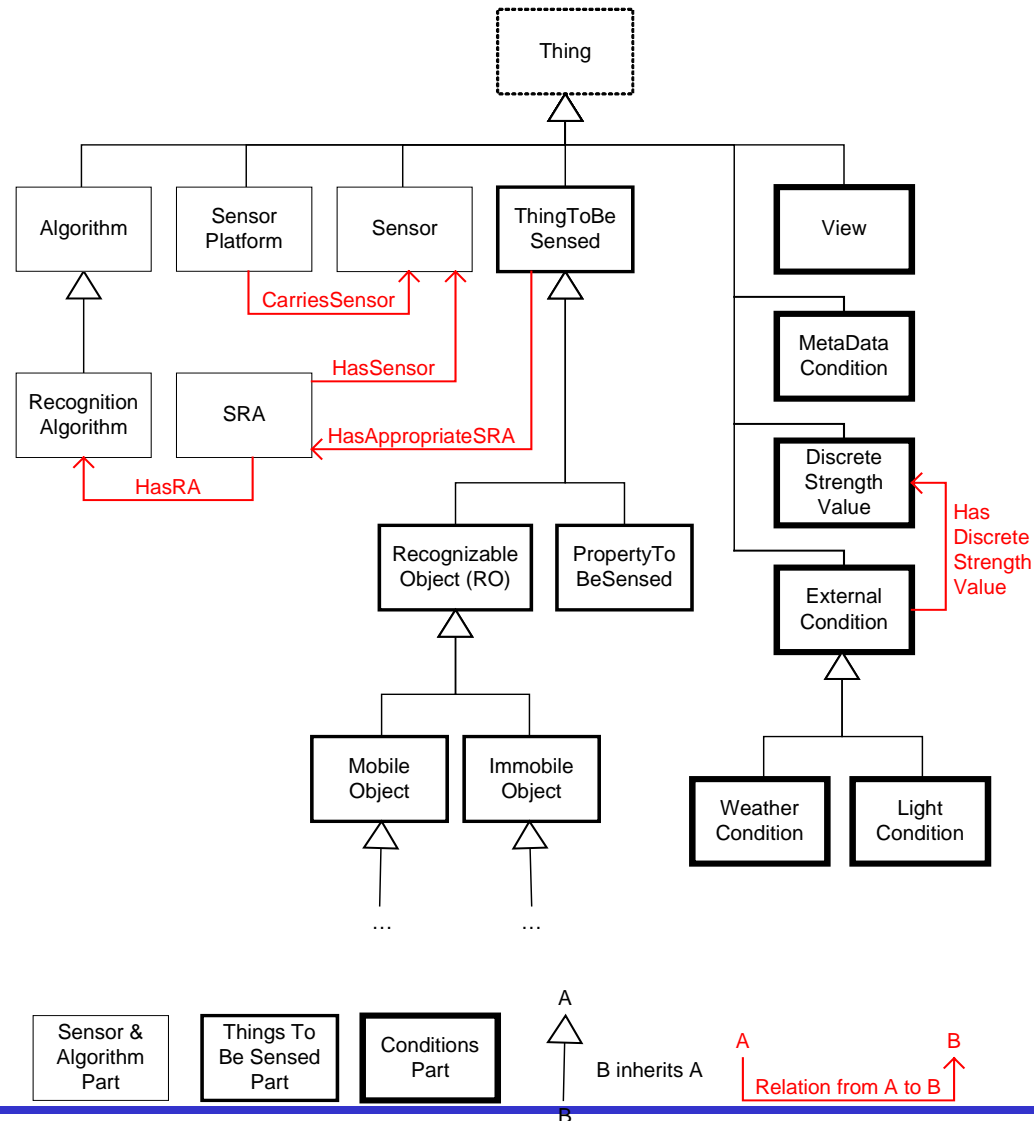 Thing
Algorithm
Sensor
Platform
Sensor
ThingToBe
Sensed
View
CarriesSensor
MetaData
Condition
HasSensor
Recognition
Algorithm
SRA
HasAppropriateSRA
HasRA
Discrete
Strength
Value
Has
Discrete
Strength
Value
Recognizable
Object (RO)
PropertyTo
BeSensed
External
Condition
Mobile
Object
Immobile
Object
Weather
Condition
Light
Condition
...
...
Sensor &
Algorithm
Part
Things To
Be Sensed
Part
Conditions
Part
A
B inherits A
B
A
B
Relation from A to B